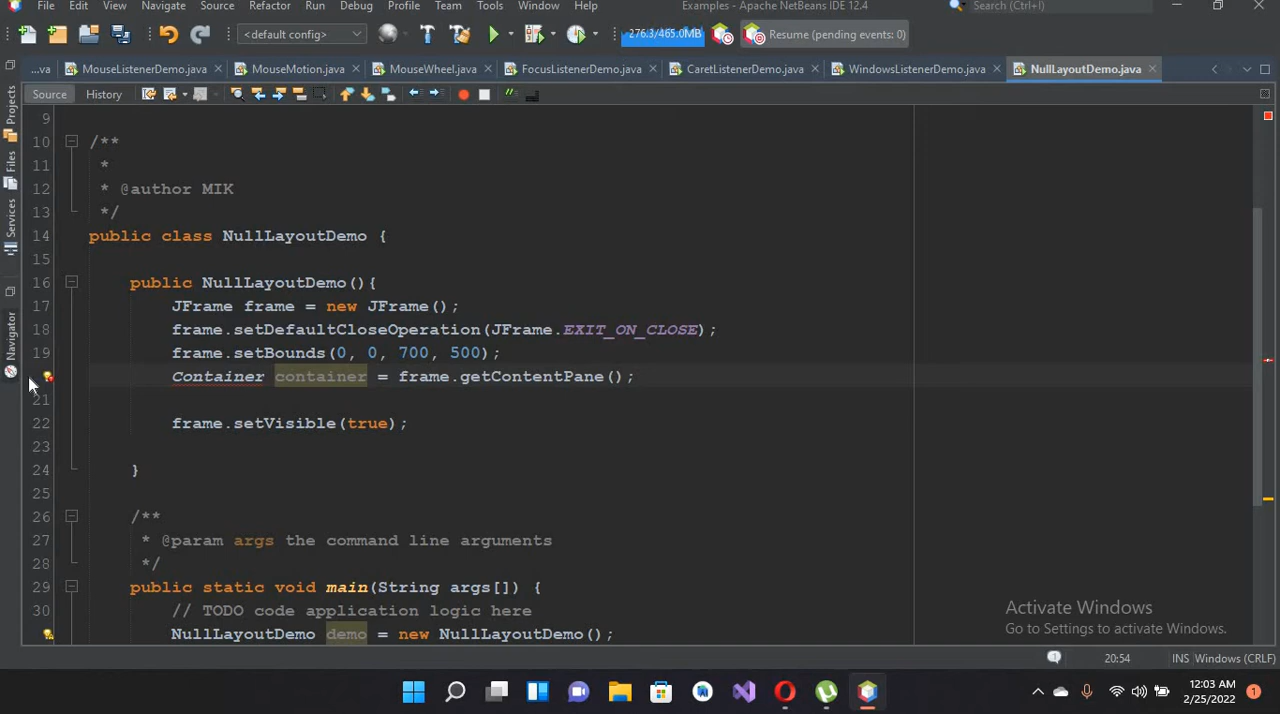 File Edit View Navigate Source Refactor Run Debug Profile Team Tools Window Help Examples - Apache NetBeans IDE 12.4 Search (Ctrl+I)
<default config> 276.3/465.0MB Resume (pending events: 0)
...va MouseListenerDemo.java MouseMotion.java MouseWheel.java FocusListenerDemo.java CaretListenerDemo.java WindowsListenerDemo.java NullLayoutDemo.java
Source History
Projects
Files
Services
Navigator
9
10 /**
11 *
12 * @author MIK
13 */
14 public class NullLayoutDemo {
15
16 public NullLayoutDemo(){
17 JFrame frame = new JFrame();
18 frame.setDefaultCloseOperation(JFrame.EXIT_ON_CLOSE);
19 frame.setBounds(0, 0, 700, 500);
Container container = frame.getContentPane();
21
22 frame.setVisible(true);
23
24 }
25
26 /**
27 * @param args the command line arguments
28 */
29 public static void main(String args[]) {
30 // TODO code application logic here
NullLayoutDemo demo = new NullLayoutDemo();
Activate Windows
Go to Settings to activate Windows.
1 20:54 INS Windows (CRLF)
12:03 AM
2/25/2022
1